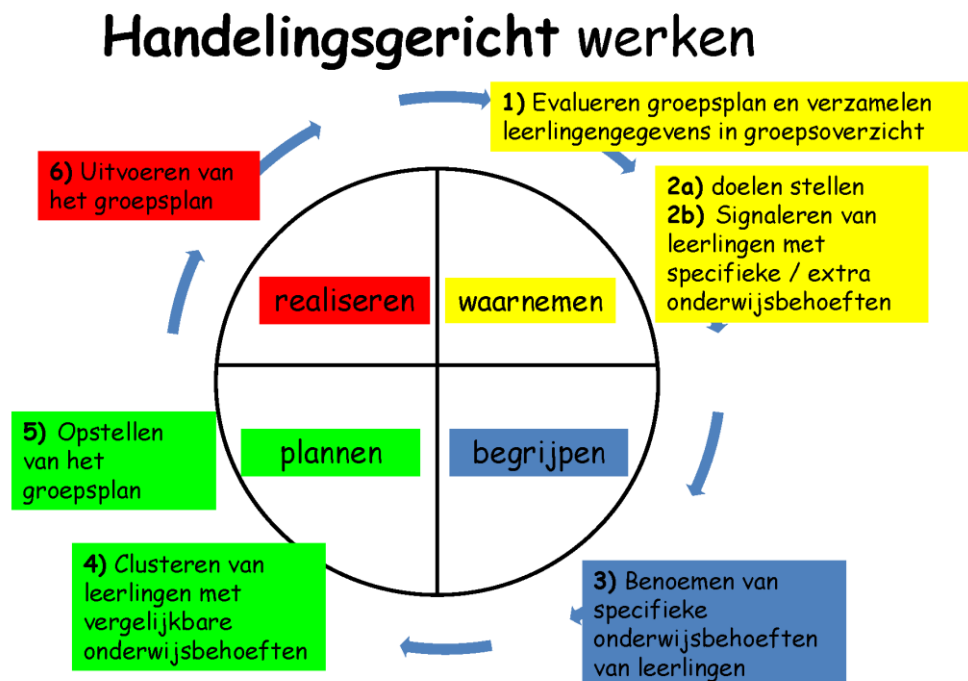 Handelingsgericht werken
1) Evalueren groepsplan en verzamelen
leerlingengegevens in groepsoverzicht
2a) doelen stellen
2b) Signaleren van
leerlingen met
specifieke / extra
onderwijsbehoeften
6) Uitvoeren van
het groepsplan
realiseren
waarnemen
plannen
begrijpen
5) Opstellen
van het
groepsplan
4) Clusteren van
leerlingen met
vergelijkbare
onderwijsbehoeften
3) Benoemen van
specifieke
onderwijsbehoeften
van leerlingen